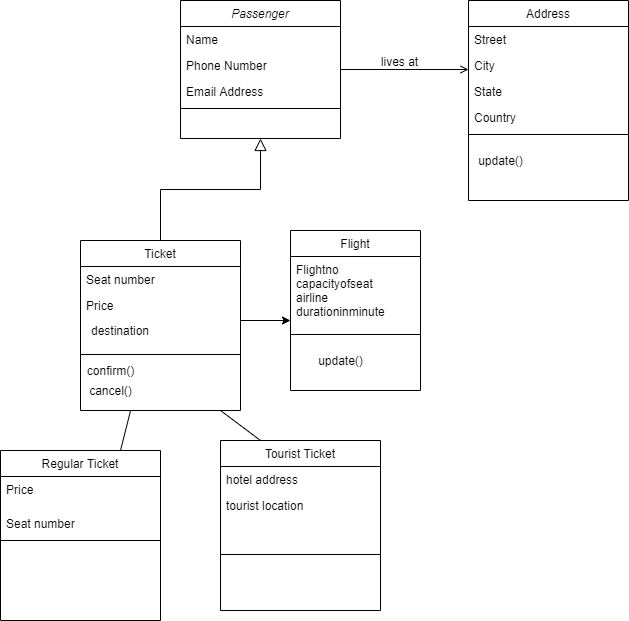 Passenger
Name
Phone Number
Email Address
lives at
Address
Street
City
State
Country
update()
Ticket
Seat number
Price
destination
confirm()
cancel()
Flight
Flightno
capacityofseat
airline
durationinminute
update()
Regular Ticket
Price
Seat number
Tourist Ticket
hotel address
tourist location